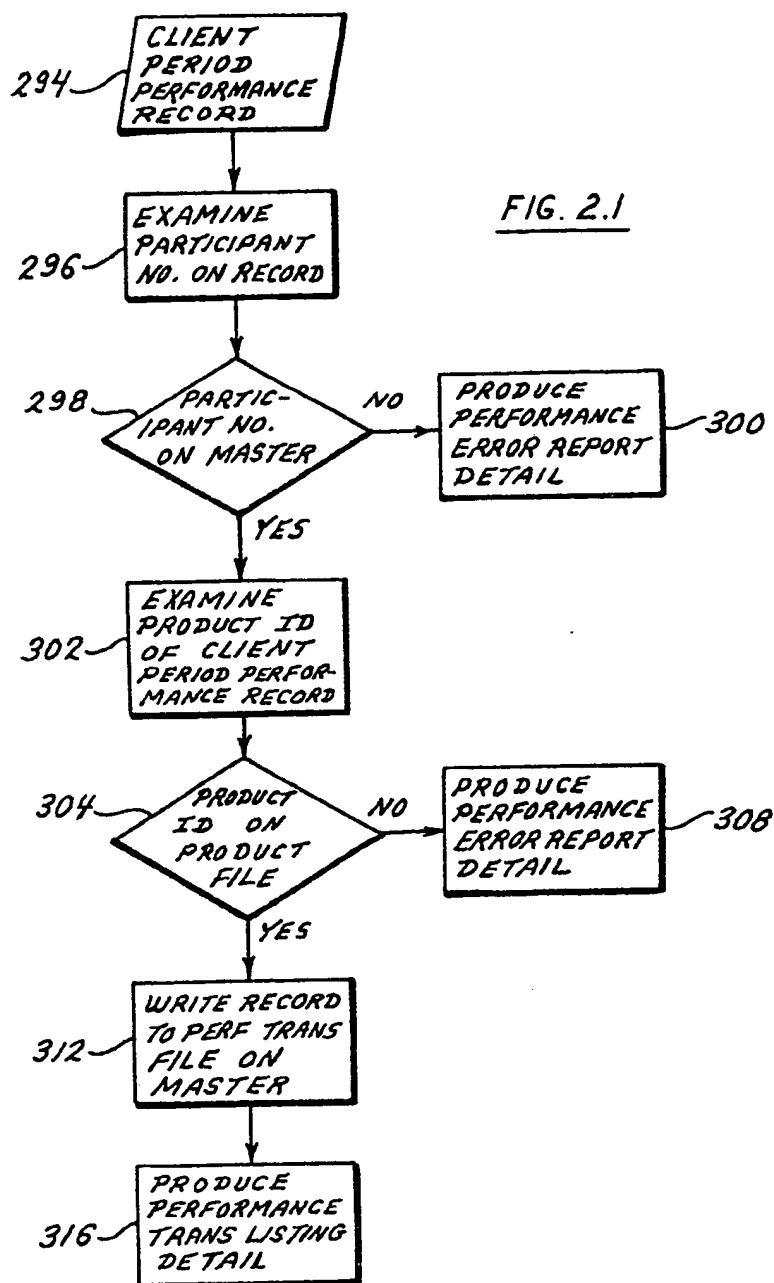 CLIENT
PERIOD
PERFORMANCE
RECORD
294
FIG. 2.1
EXAMINE
PARTICIPANT
NO. ON RECORD
296
298
PARTIC-
IPANT NO.
ON MASTER
NO
PRODUCE
PERFORMANCE
ERROR REPORT
DETAIL
300
YES
EXAMINE
PRODUCT ID
OF CLIENT
PERIOD PERFOR-
MANCE RECORD
302
304
PRODUCT
ID ON
PRODUCT
FILE
NO
PRODUCE
PERFORMANCE
ERROR REPORT
DETAIL
308
YES
WRITE RECORD
TO PERF TRANS
FILE ON
MASTER
312
PRODUCE
PERFORMANCE
TRANS LISTING
DETAIL
316